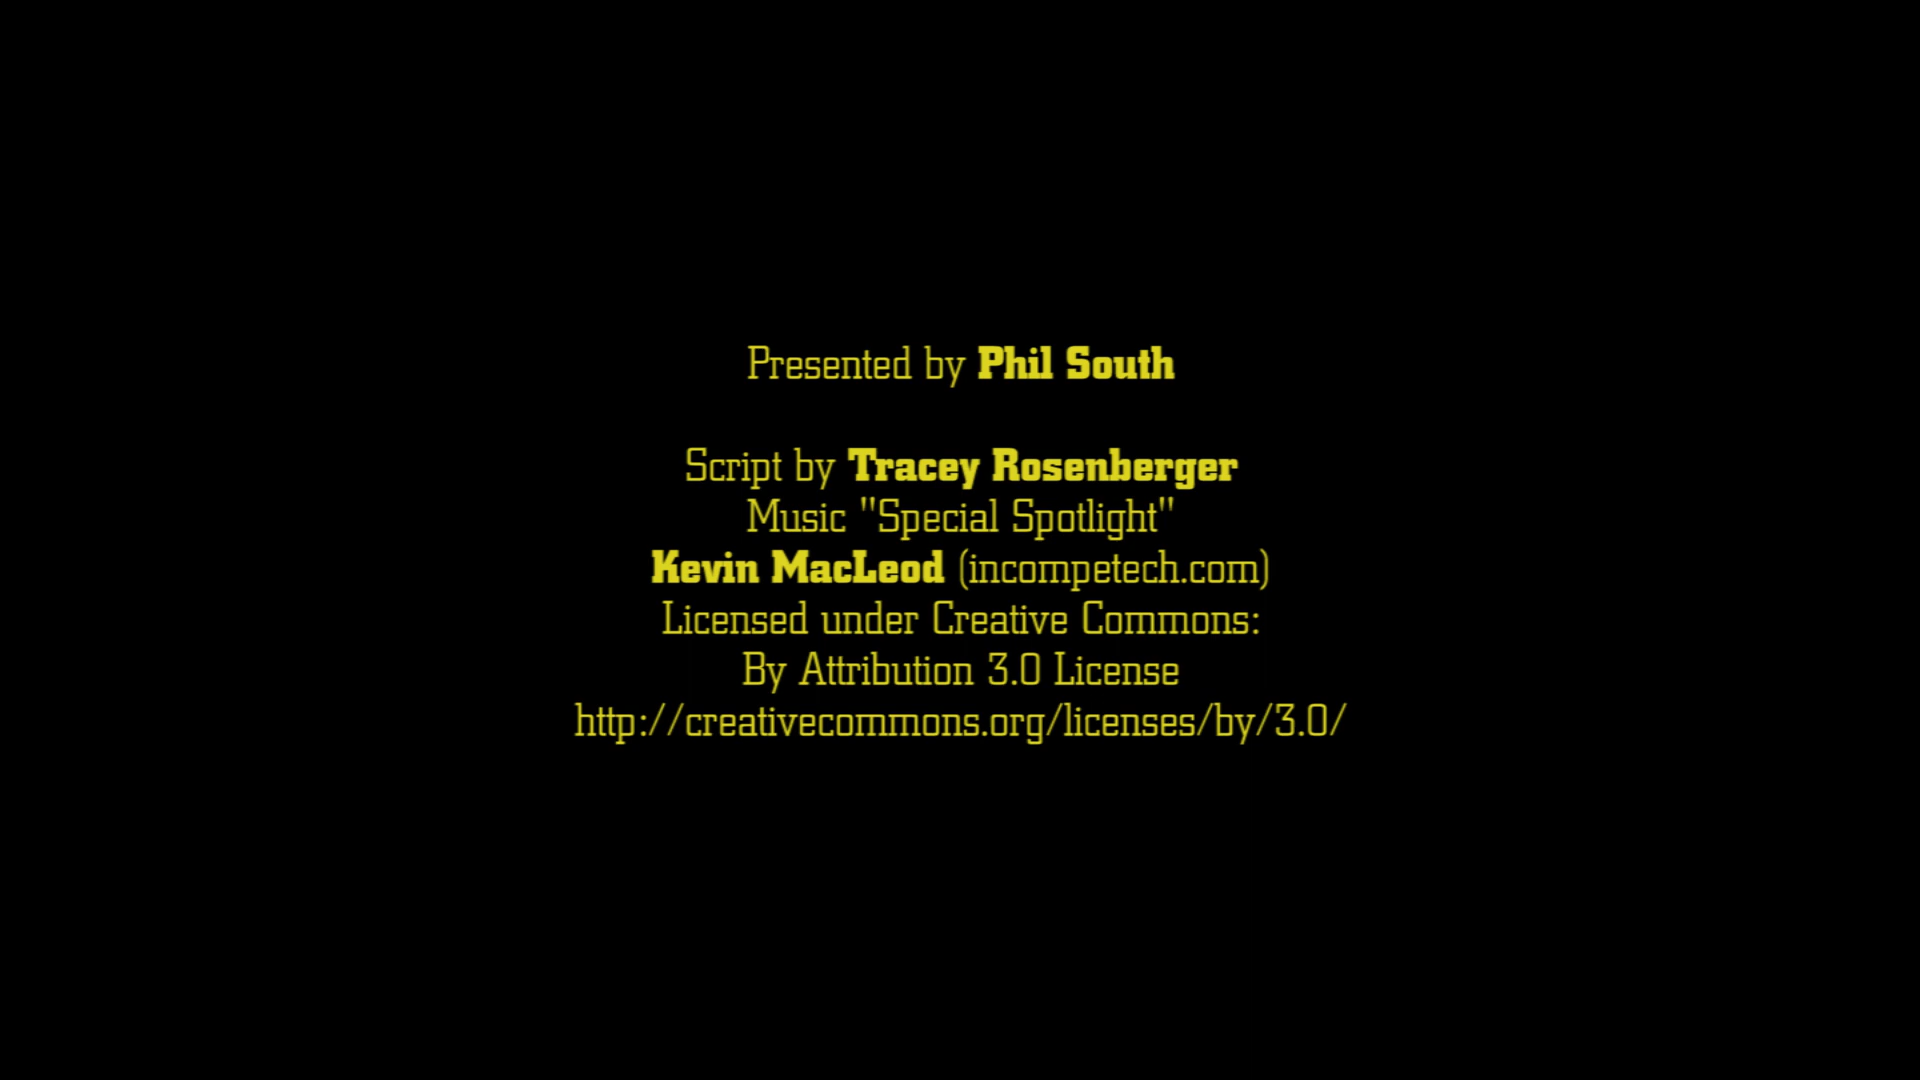 Presented by Phil South
Script by Tracey Rosenberger
Music "Special Spotlight"
Kevin MacLeod (incompetech.com)
Licensed under Creative Commons:
By Attribution 3.0 License
http://creativecommons.org/licenses/by/3.0/